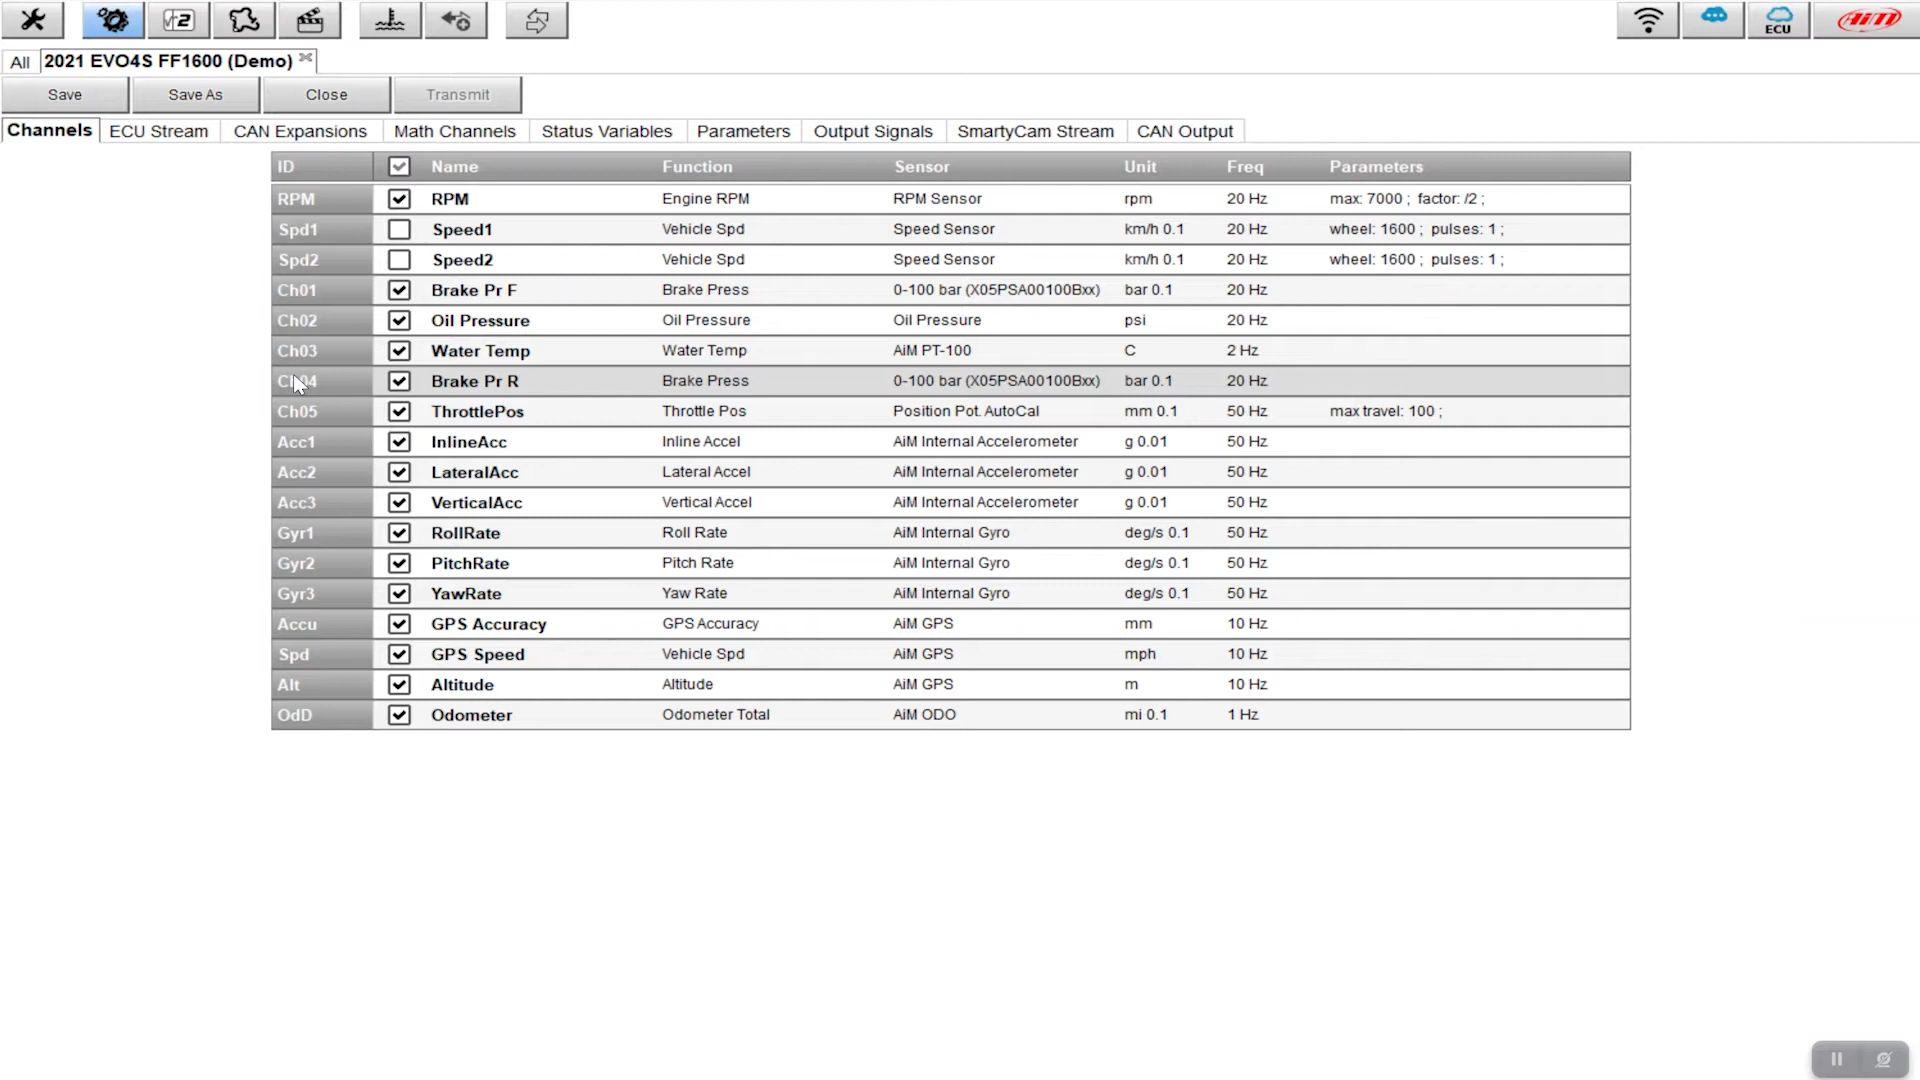 ECU
AiM
All 2021 EVO4S FF1600 (Demo)
Save Save As Close Transmit
Channels ECU Stream CAN Expansions Math Channels Status Variables Parameters Output Signals SmartyCam Stream CAN Output
ID Name Function Sensor Unit Freq Parameters
RPM RPM Engine RPM RPM Sensor rpm 20 Hz max: 7000 ; factor: /2 ;
Spd1 Speed1 Vehicle Spd Speed Sensor km/h 0.1 20 Hz wheel: 1600 ; pulses: 1 ;
Spd2 Speed2 Vehicle Spd Speed Sensor km/h 0.1 20 Hz wheel: 1600 ; pulses: 1 ;
Ch01 Brake Pr F Brake Press 0-100 bar (X05PSA00100Bxx) bar 0.1 20 Hz
Ch02 Oil Pressure Oil Pressure Oil Pressure psi 20 Hz
Ch03 Water Temp Water Temp AiM PT-100 C 2 Hz
Ch04 Brake Pr R Brake Press 0-100 bar (X05PSA00100Bxx) bar 0.1 20 Hz
Ch05 ThrottlePos Throttle Pos Position Pot. AutoCal mm 0.1 50 Hz max travel: 100 ;
Acc1 InlineAcc Inline Accel AiM Internal Accelerometer g 0.01 50 Hz
Acc2 LateralAcc Lateral Accel AiM Internal Accelerometer g 0.01 50 Hz
Acc3 VerticalAcc Vertical Accel AiM Internal Accelerometer g 0.01 50 Hz
Gyr1 RollRate Roll Rate AiM Internal Gyro deg/s 0.1 50 Hz
Gyr2 PitchRate Pitch Rate AiM Internal Gyro deg/s 0.1 50 Hz
Gyr3 YawRate Yaw Rate AiM Internal Gyro deg/s 0.1 50 Hz
Accu GPS Accuracy GPS Accuracy AiM GPS mm 10 Hz
Spd GPS Speed Vehicle Spd AiM GPS mph 10 Hz
Alt Altitude Altitude AiM GPS m 10 Hz
OdD Odometer Odometer Total AiM ODO mi 0.1 1 Hz